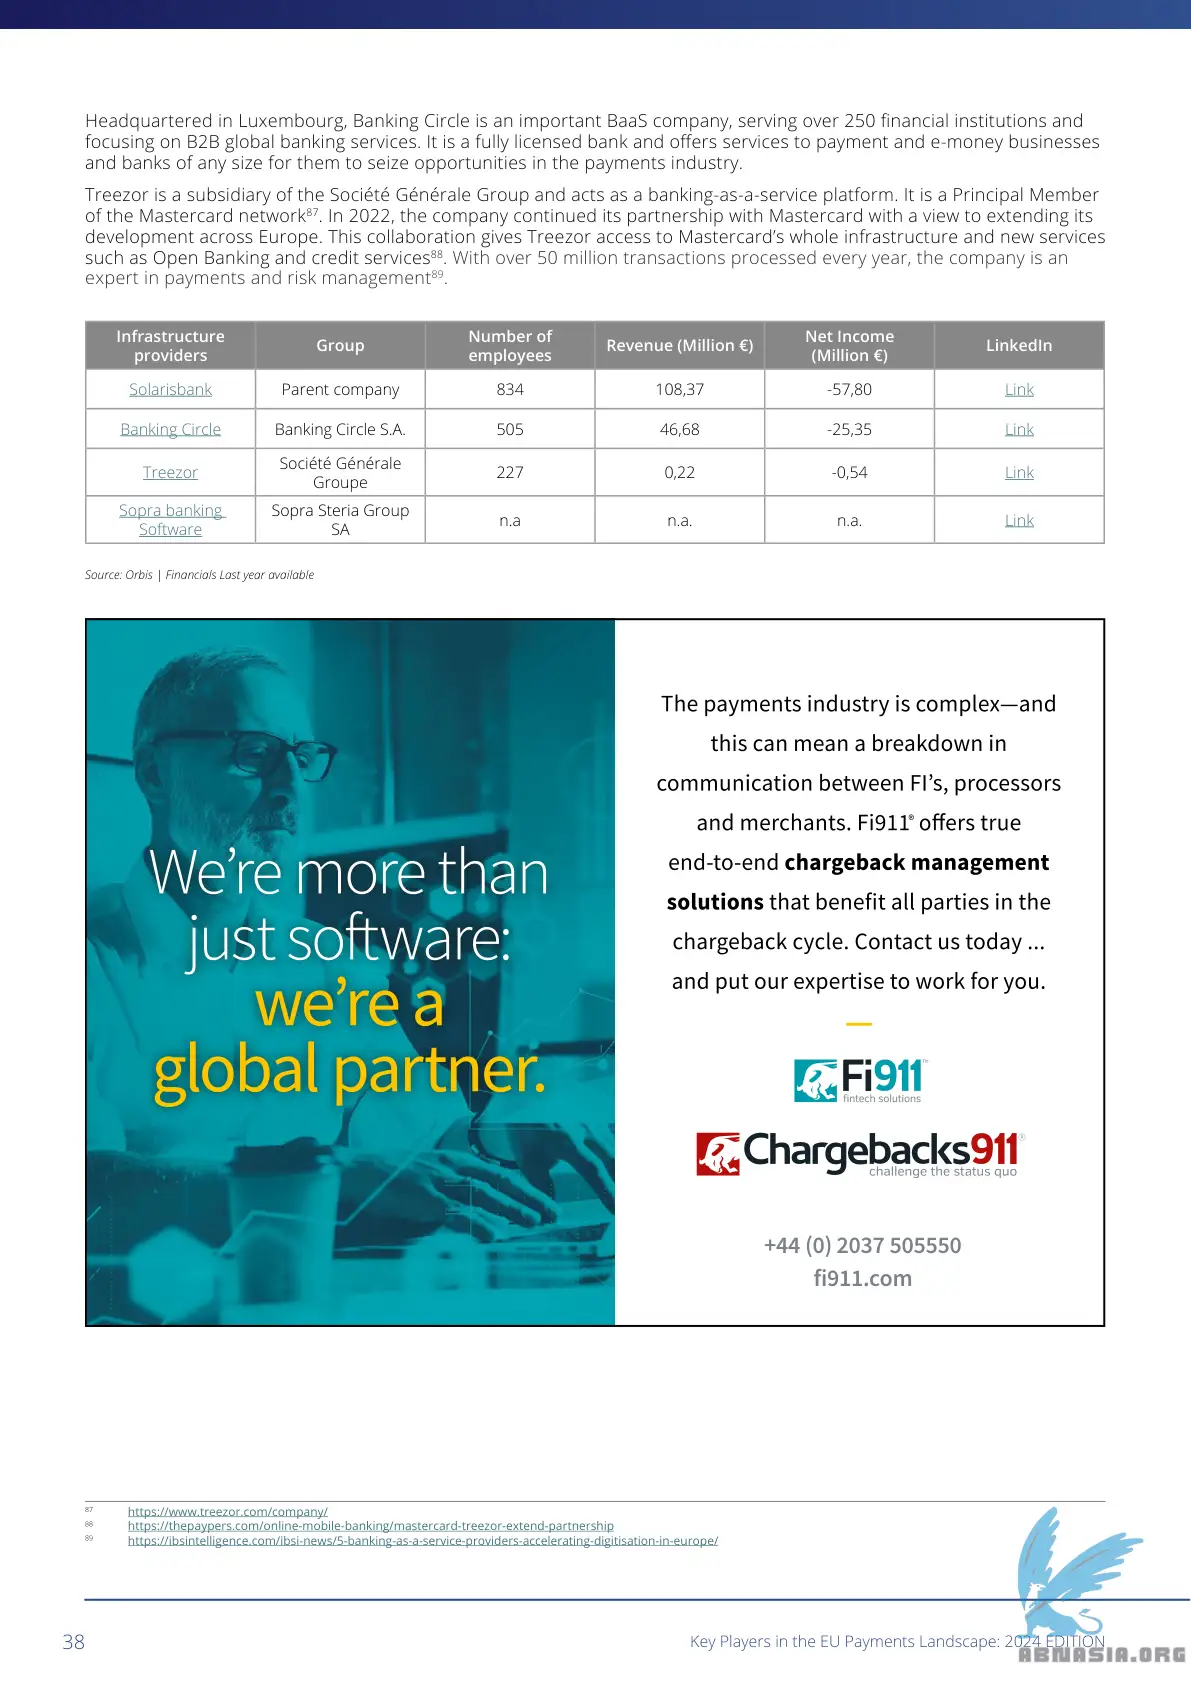 Headquartered in Luxembourg, Banking Circle is an important BaaS company, serving over 250 financial institutions and
focusing on B2B global banking services. It is a fully licensed bank and offers services to payment and e-money businesses
and banks of any size for them to seize opportunities in the payments industry.
Treezor is a subsidiary of the Société Générale Group and acts as a banking-as-a-service platform. It is a Principal Member
of the Mastercard network87. In 2022, the company continued its partnership with Mastercard with a view to extending its
development across Europe. This collaboration gives Treezor access to Mastercard’s whole infrastructure and new services
such as Open Banking and credit services88. With over 50 million transactions processed every year, the company is an
expert in payments and risk management89.
Infrastructure providers Group Number of employees Revenue (Million €) Net Income (Million €) LinkedIn
Solarisbank Parent company 834 108,37 -57,80 Link
Banking Circle Banking Circle S.A. 505 46,68 -25,35 Link
Treezor Société Générale Groupe 227 0,22 -0,54 Link
Sopra banking Software Sopra Steria Group SA n.a n.a. n.a. Link
Source: Orbis | Financials Last year available
We’re more than
just software:
we’re a
global partner.
The payments industry is complex—and
this can mean a breakdown in
communication between FI’s, processors
and merchants. Fi911® offers true
end-to-end chargeback management
solutions that benefit all parties in the
chargeback cycle. Contact us today ...
and put our expertise to work for you.
Fi911™
fintech solutions
Chargebacks911®
challenge the status quo
+44 (0) 2037 505550
fi911.com
87 https://www.treezor.com/company/
88 https://thepaypers.com/online-mobile-banking/mastercard-treezor-extend-partnership
89 https://ibsintelligence.com/ibsi-news/5-banking-as-a-service-providers-accelerating-digitisation-in-europe/
38 Key Players in the EU Payments Landscape: 2024 EDITION
ABNASIA.ORG